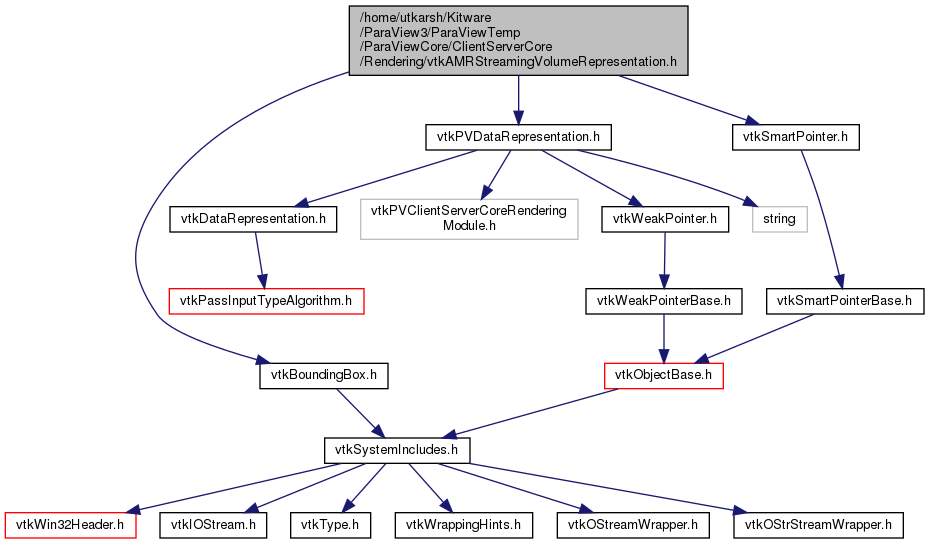 /home/utkarsh/Kitware
/ParaView3/ParaViewTemp
/ParaViewCore/ClientServerCore
/Rendering/vtkAMRStreamingVolumeRepresentation.h
vtkPVDataRepresentation.h
vtkSmartPointer.h
vtkDataRepresentation.h
vtkPVClientServerCoreRendering
Module.h
vtkWeakPointer.h
string
vtkPassInputTypeAlgorithm.h
vtkWeakPointerBase.h
vtkSmartPointerBase.h
vtkBoundingBox.h
vtkObjectBase.h
vtkSystemIncludes.h
vtkWin32Header.h
vtkIOStream.h
vtkType.h
vtkWrappingHints.h
vtkOStreamWrapper.h
vtkOStrStreamWrapper.h